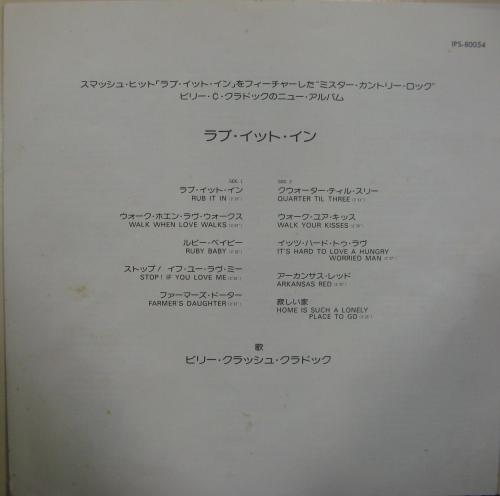 IPS-80054
スマッシュ・ヒット「ラブ・イット・イン」をフィーチャーした“ミスター・カントリー・ロック”
ビリー・C・クラドックのニュー・アルバム
ラブ・イット・イン
SIDE 1
ラブ・イット・イン
RUB IT IN
ウォーク・ホエン・ラヴ・ウォークス
WALK WHEN LOVE WALKS
ルビー・ベイビー
RUBY BABY
ストップ! イフ・ユー・ラヴ・ミー
STOP! IF YOU LOVE ME
ファーマーズ・ドーター
FARMER'S DAUGHTER
SIDE 2
クウォーター・ティル・スリー
QUARTER TIL THREE
ウォーク・ユア・キッス
WALK YOUR KISSES
イッツ・ハード・トゥ・ラヴ
IT'S HARD TO LOVE A HUNGRY
WORRIED MAN
アーカンサス・レッド
ARKANSAS RED
寂しい家
HOME IS SUCH A LONELY
PLACE TO GO
歌
ビリー・クラッシュ・クラドック